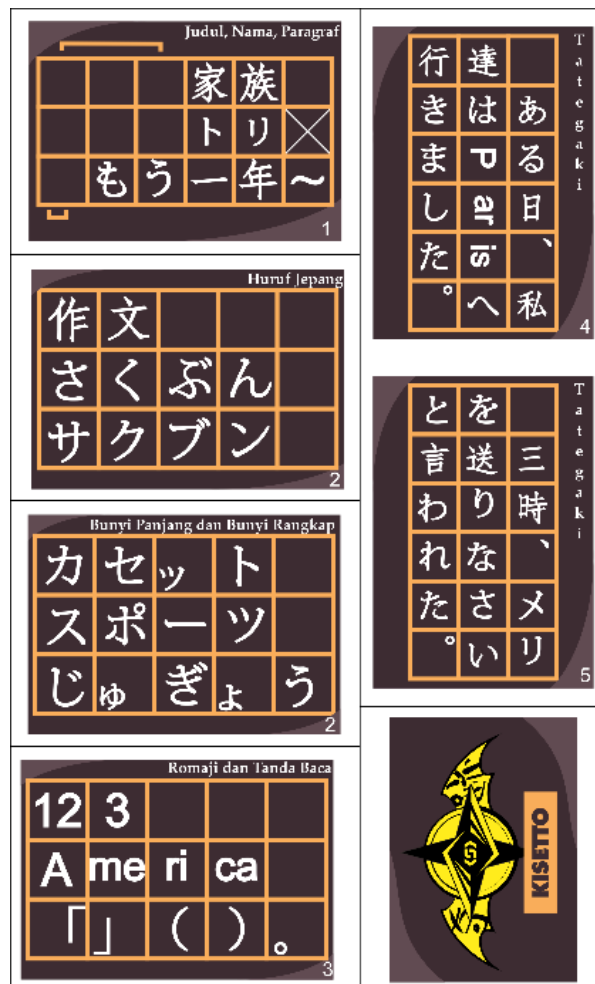 Judul, Nama, Paragraf
家族
トリ
もう一年～
1
Huruf Jepang
作文
さくぶん
サクブン
2
Bunyi Panjang dan Bunyi Rangkap
カセット
スポーツ
じゅぎょう
2
Romaji dan Tanda Baca
123
America
「」（）。
3
Tategaki
ある日、私
達はParisへ
行きました。
4
Tategaki
三時、メリ
を送りなさい
と言われた。
5
KISETTO